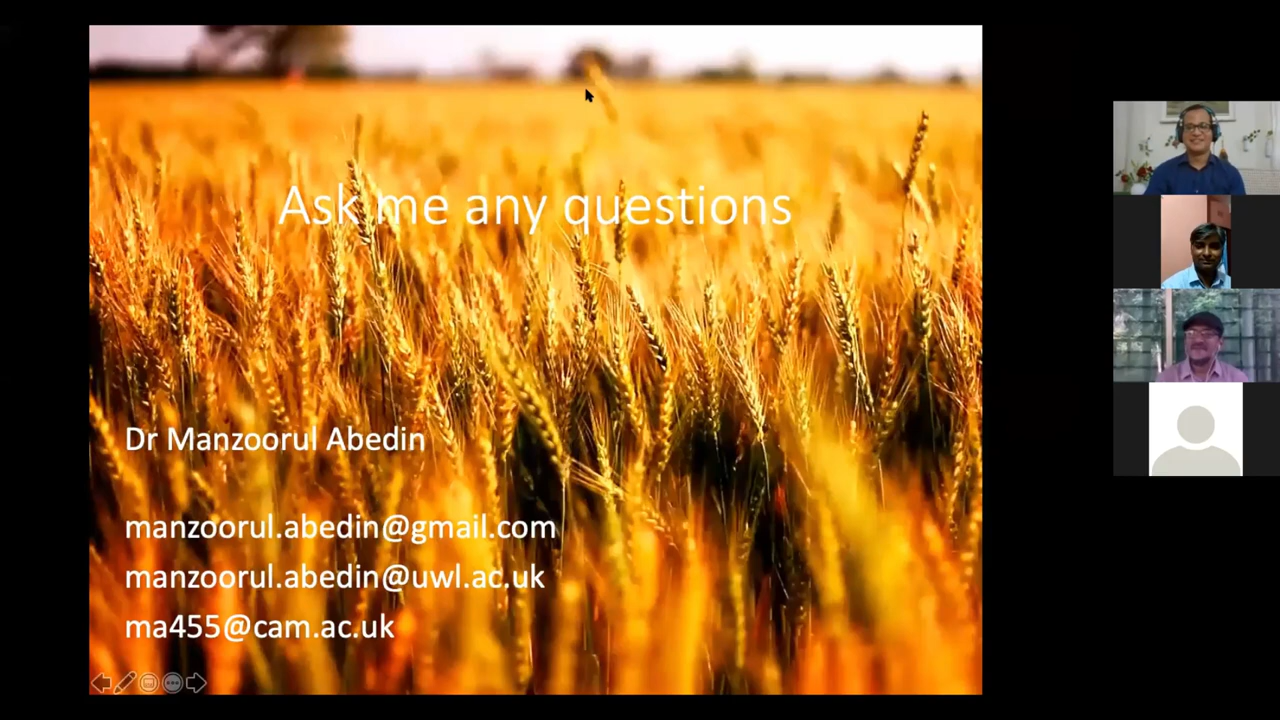 Ask me any questions
Dr Manzoorul Abedin
manzoorul.abedin@gmail.com
manzoorul.abedin@uwl.ac.uk
ma455@cam.ac.uk